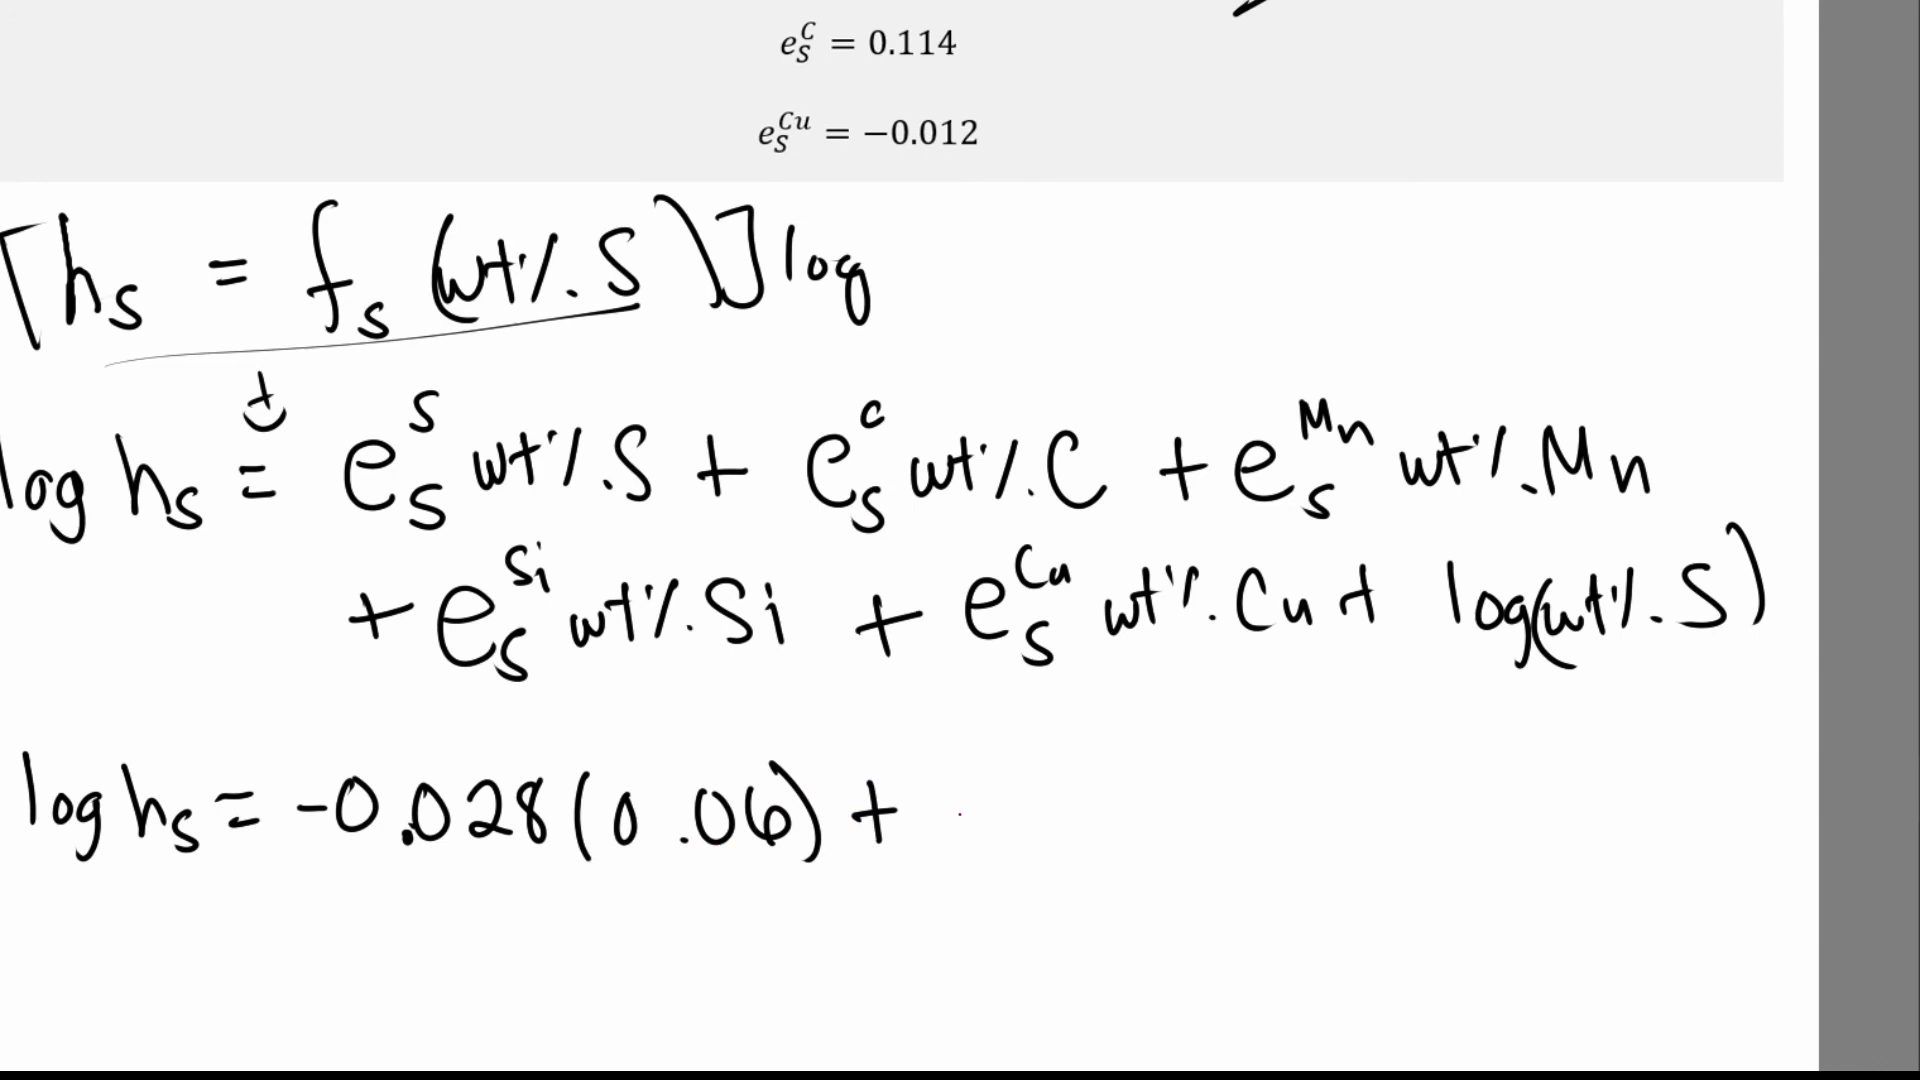 e_S^C = 0.114
e_S^Cu = −0.012
[h_s = f_s (wt%.S)] log
log h_s = e_s^s wt%.S + e_s^c wt%.C + e_s^Mn wt%.Mn
+ e_s^Si wt%.Si + e_s^Cu wt%.Cu + log(wt%.S)
log h_s = -0.028(0.06) +